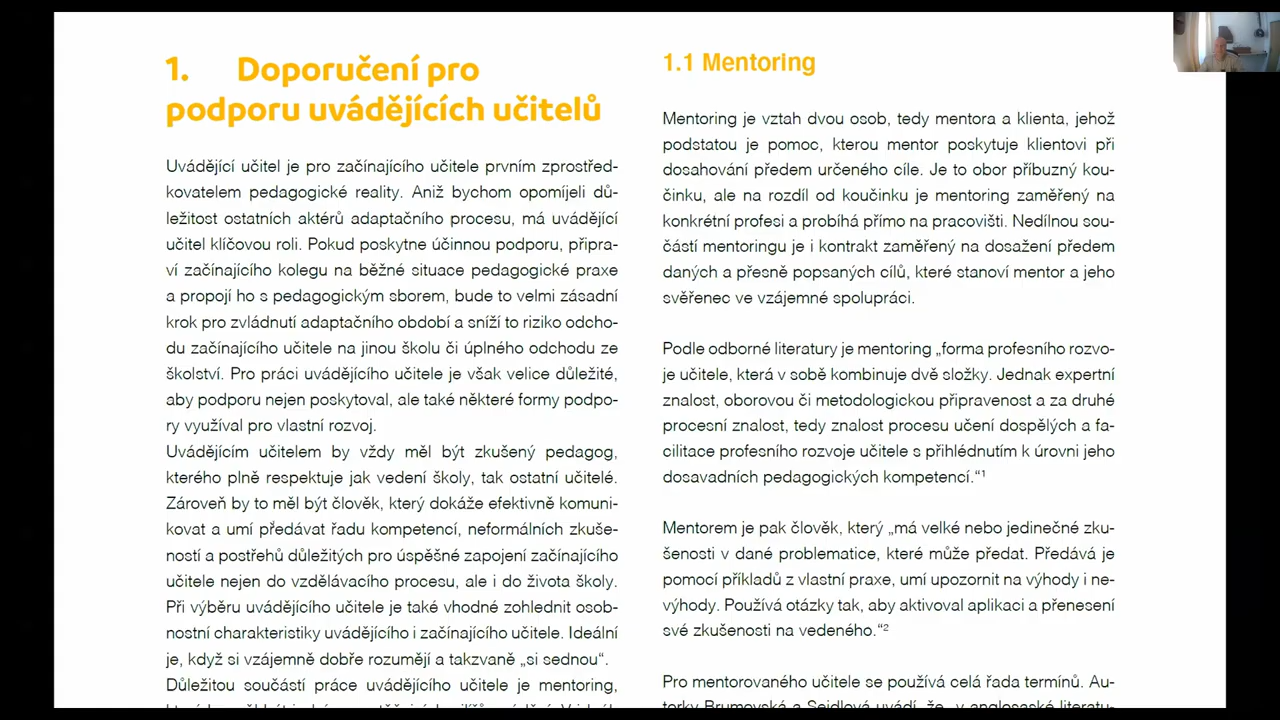 1. Doporučení pro
podporu uvádějících učitelů
Uvádějící učitel je pro začínajícího učitele prvním zprostřed-
kovatelem pedagogické reality. Aniž bychom opomíjeli dů-
ležitost ostatních aktérů adaptačního procesu, má uvádějící
učitel klíčovou roli. Pokud poskytne účinnou podporu, připra-
ví začínajícího kolegu na běžné situace pedagogické praxe
a propojí ho s pedagogickým sborem, bude to velmi zásadní
krok pro zvládnutí adaptačního období a sníží to riziko odcho-
du začínajícího učitele na jinou školu či úplného odchodu ze
školství. Pro práci uvádějícího učitele je však velice důležité,
aby podporu nejen poskytoval, ale také některé formy podpo-
ry využíval pro vlastní rozvoj.
Uvádějícím učitelem by vždy měl být zkušený pedagog,
kterého plně respektuje jak vedení školy, tak ostatní učitelé.
Zároveň by to měl být člověk, který dokáže efektivně komuni-
kovat a umí předávat řadu kompetencí, neformálních zkuše-
ností a postřehů důležitých pro úspěčné zapojení začínajícího
učitele nejen do vzdělávacího procesu, ale i do života školy.
Při výběru uvádějícího učitele je také vhodné zohlednit osob-
nostní charakteristiky uvádějícího i začínajícího učitele. Ideální
je, když si vzájemně dobře rozumějí a takzvaně „si sednou“.
Důležitou součástí práce uvádějícího učitele je mentoring,
1.1 Mentoring
Mentoring je vztah dvou osob, tedy mentora a klienta, jehož
podstatou je pomoc, kterou mentor poskytuje klientovi při
dosahování předem určeného cíle. Je to obor příbuzný kou-
činku, ale na rozdíl od koučinku je mentoring zaměřený na
konkrétní profesi a probíhá přímo na pracovišti. Nedílnou sou-
částí mentoringu je i kontrakt zaměřený na dosažení předem
daných a přesně popsaných cílů, které stanoví mentor a jeho
svěřenec ve vzájemné spolupráci.
Podle odborné literatury je mentoring „forma profesního rozvo-
je učitele, která v sobě kombinuje dvě složky. Jednak expertní
znalost, oborovou či metodologickou připravenost a za druhé
procesní znalost, tedy znalost procesu učení dospělých a fa-
cilitace profesního rozvoje učitele s přihlédnutím k úrovni jeho
dosavadních pedagogických kompetencí.“¹
Mentorem je pak člověk, který „má velké nebo jedinečné zku-
šenosti v dané problematice, které může předat. Předává je
pomocí příkladů z vlastní praxe, umí upozornit na výhody i ne-
výhody. Používá otázky tak, aby aktivoval aplikaci a přenesení
své zkušenosti na vedeného.“²
Pro mentorovaného učitele se používá celá řada termínů. Au-
torky Brumovská a Seidlová uvádí, že „v anglosaské literatu-